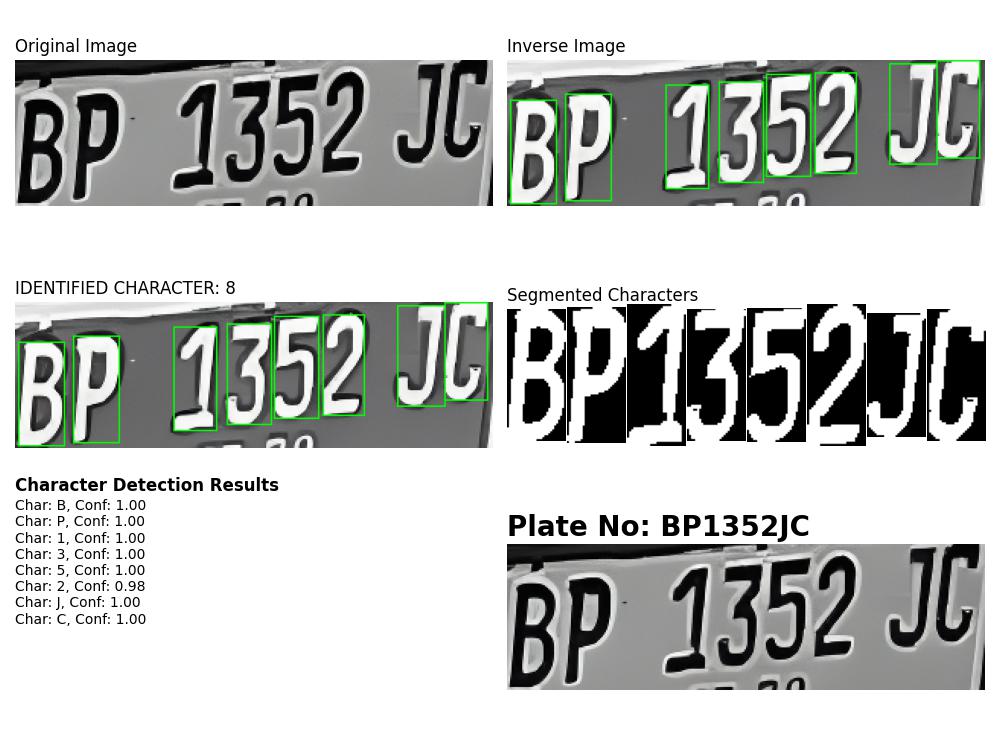 Original Image
BP 1352 JC
Inverse Image
BP 1352 JC
IDENTIFIED CHARACTER: 8
BP 1352 JC
Segmented Characters
BP1352JC
Character Detection Results
Char: B, Conf: 1.00
Char: P, Conf: 1.00
Char: 1, Conf: 1.00
Char: 3, Conf: 1.00
Char: 5, Conf: 1.00
Char: 2, Conf: 0.98
Char: J, Conf: 1.00
Char: C, Conf: 1.00
Plate No: BP1352JC
BP 1352 JC